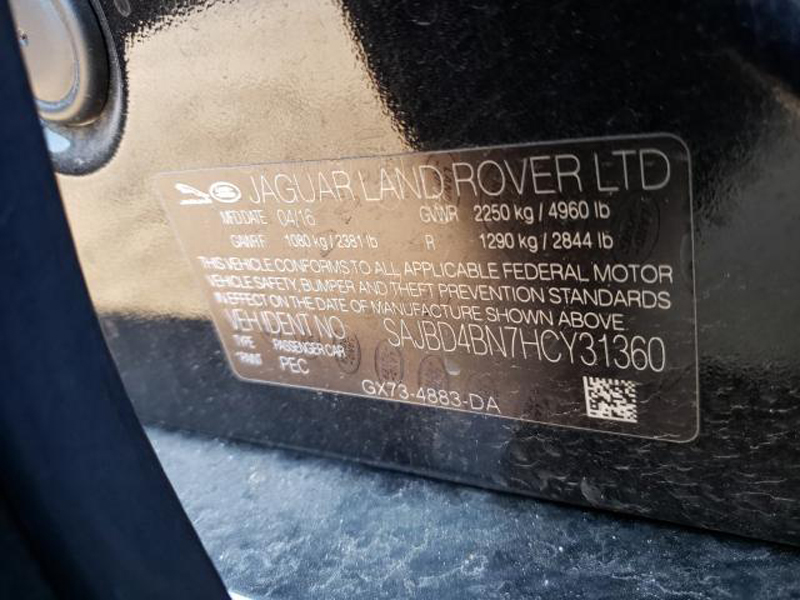 JAGUAR LAND ROVER LTD
MFD DATE 04/16 GVWR 2250 kg / 4960 lb
GAWR F 1080 kg / 2381 lb R 1290 kg / 2844 lb
THIS VEHICLE CONFORMS TO ALL APPLICABLE FEDERAL MOTOR
VEHICLE SAFETY, BUMPER AND THEFT PREVENTION STANDARDS
IN EFFECT ON THE DATE OF MANUFACTURE SHOWN ABOVE.
VEH IDENT NO SAJBD4BN7HCY31360
TYPE PASSENGER CAR
PEC
GX73-4883-DA